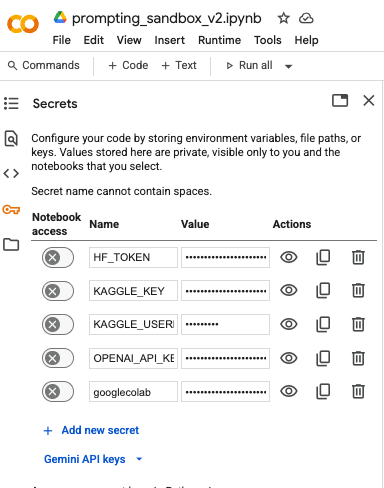 prompting_sandbox_v2.ipynb
File Edit View Insert Runtime Tools Help
Commands + Code + Text Run all
Secrets
Configure your code by storing environment variables, file paths, or
keys. Values stored here are private, visible only to you and the
notebooks that you select.
Secret name cannot contain spaces.
Notebook access Name Value Actions
HF_TOKEN ••••••••••••••••••••
KAGGLE_KEY ••••••••••••••••••••
KAGGLE_USER •••••••••
OPENAI_API_KE ••••••••••••••••••••
googlecolab ••••••••••••••••••••
+ Add new secret
Gemini API keys